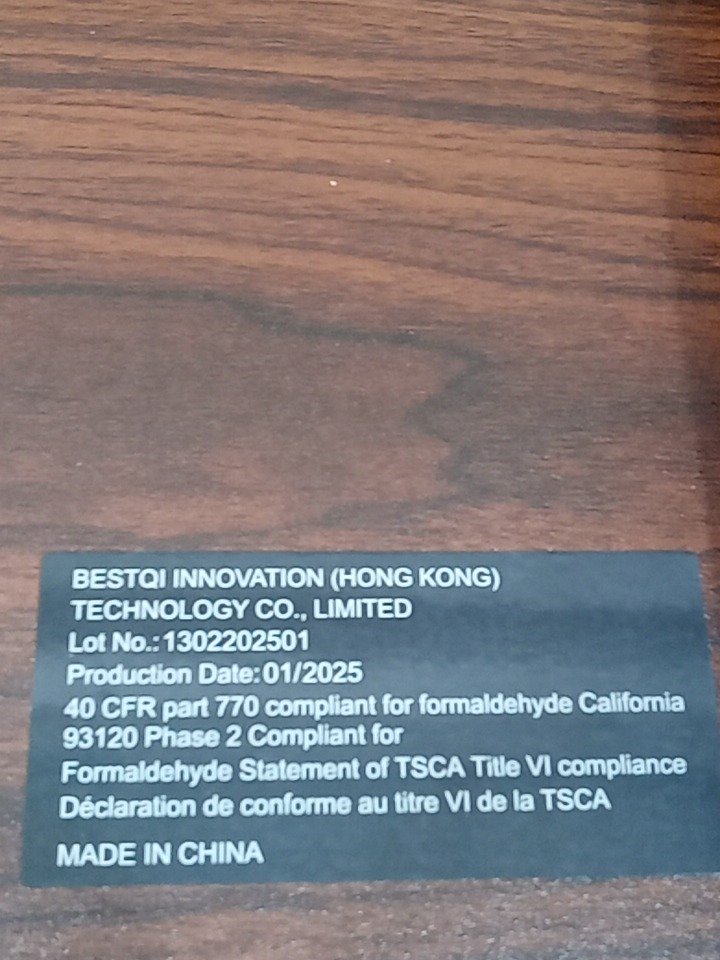 BESTQI INNOVATION (HONG KONG)
TECHNOLOGY CO., LIMITED
Lot No.:1302202501
Production Date:01/2025
40 CFR part 770 compliant for formaldehyde California
93120 Phase 2 Compliant for
Formaldehyde Statement of TSCA Title VI compliance
Déclaration de conforme au titre VI de la TSCA
MADE IN CHINA